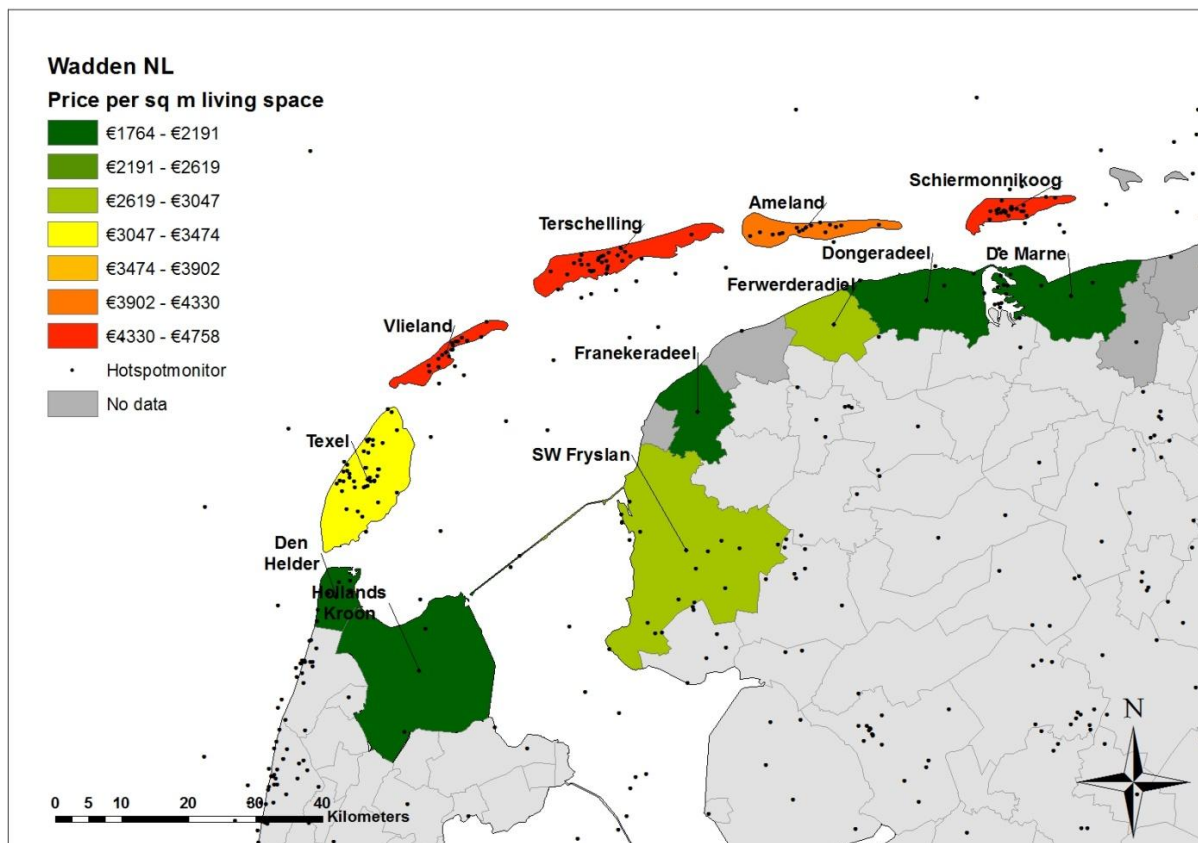 Wadden NL
Price per sq m living space
€1764 - €2191
€2191 - €2619
€2619 - €3047
€3047 - €3474
€3474 - €3902
€3902 - €4330
€4330 - €4758
Hotspotmonitor
No data
Schiermonnikoog
Ameland
Terschelling
Dongeradeel
De Marne
Ferwerderadiel
Vlieland
Franekeradeel
Texel
SW Fryslan
Den
Helder
Hollands
Kroon
N
0 5 10 20 30 40
Kilometers